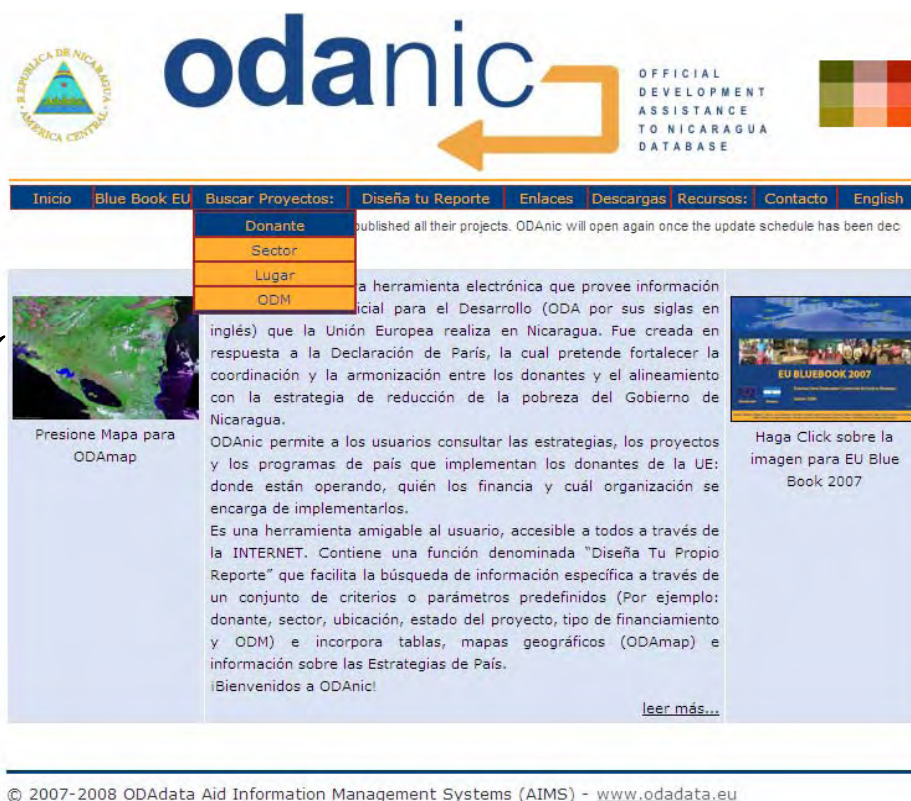 REPUBLICA DE NICARAGUA
AMERICA CENTRAL
odanic
OFFICIAL
DEVELOPMENT
ASSISTANCE
TO NICARAGUA
DATABASE
Inicio Blue Book EU Buscar Proyectos: Diseña tu Reporte Enlaces Descargas Recursos: Contacto English
Donante
Sector
Lugar
ODM
published all their projects. ODAnic will open again once the update schedule has been dec
Presione Mapa para
ODAmap
a herramienta electrónica que provee información
icial para el Desarrollo (ODA por sus siglas en
inglés) que la Unión Europea realiza en Nicaragua. Fue creada en
respuesta a la Declaración de París, la cual pretende fortalecer la
coordinación y la armonización entre los donantes y el alineamiento
con la estrategia de reducción de la pobreza del Gobierno de
Nicaragua.
ODAnic permite a los usuarios consultar las estrategias, los proyectos
y los programas de país que implementan los donantes de la UE:
donde están operando, quién los financia y cuál organización se
encarga de implementarlos.
Es una herramienta amigable al usuario, accesible a todos a través de
la INTERNET. Contiene una función denominada “Diseña Tu Propio
Reporte” que facilita la búsqueda de información específica a través de
un conjunto de criterios o parámetros predefinidos (Por ejemplo:
donante, sector, ubicación, estado del proyecto, tipo de financiamiento
y ODM) e incorpora tablas, mapas geográficos (ODAmap) e
información sobre las Estrategias de País.
¡Bienvenidos a ODAnic!
leer más...
EU BLUEBOOK 2007
Haga Click sobre la
imagen para EU Blue
Book 2007
© 2007-2008 ODAdata Aid Information Management Systems (AIMS) - www.odadata.eu